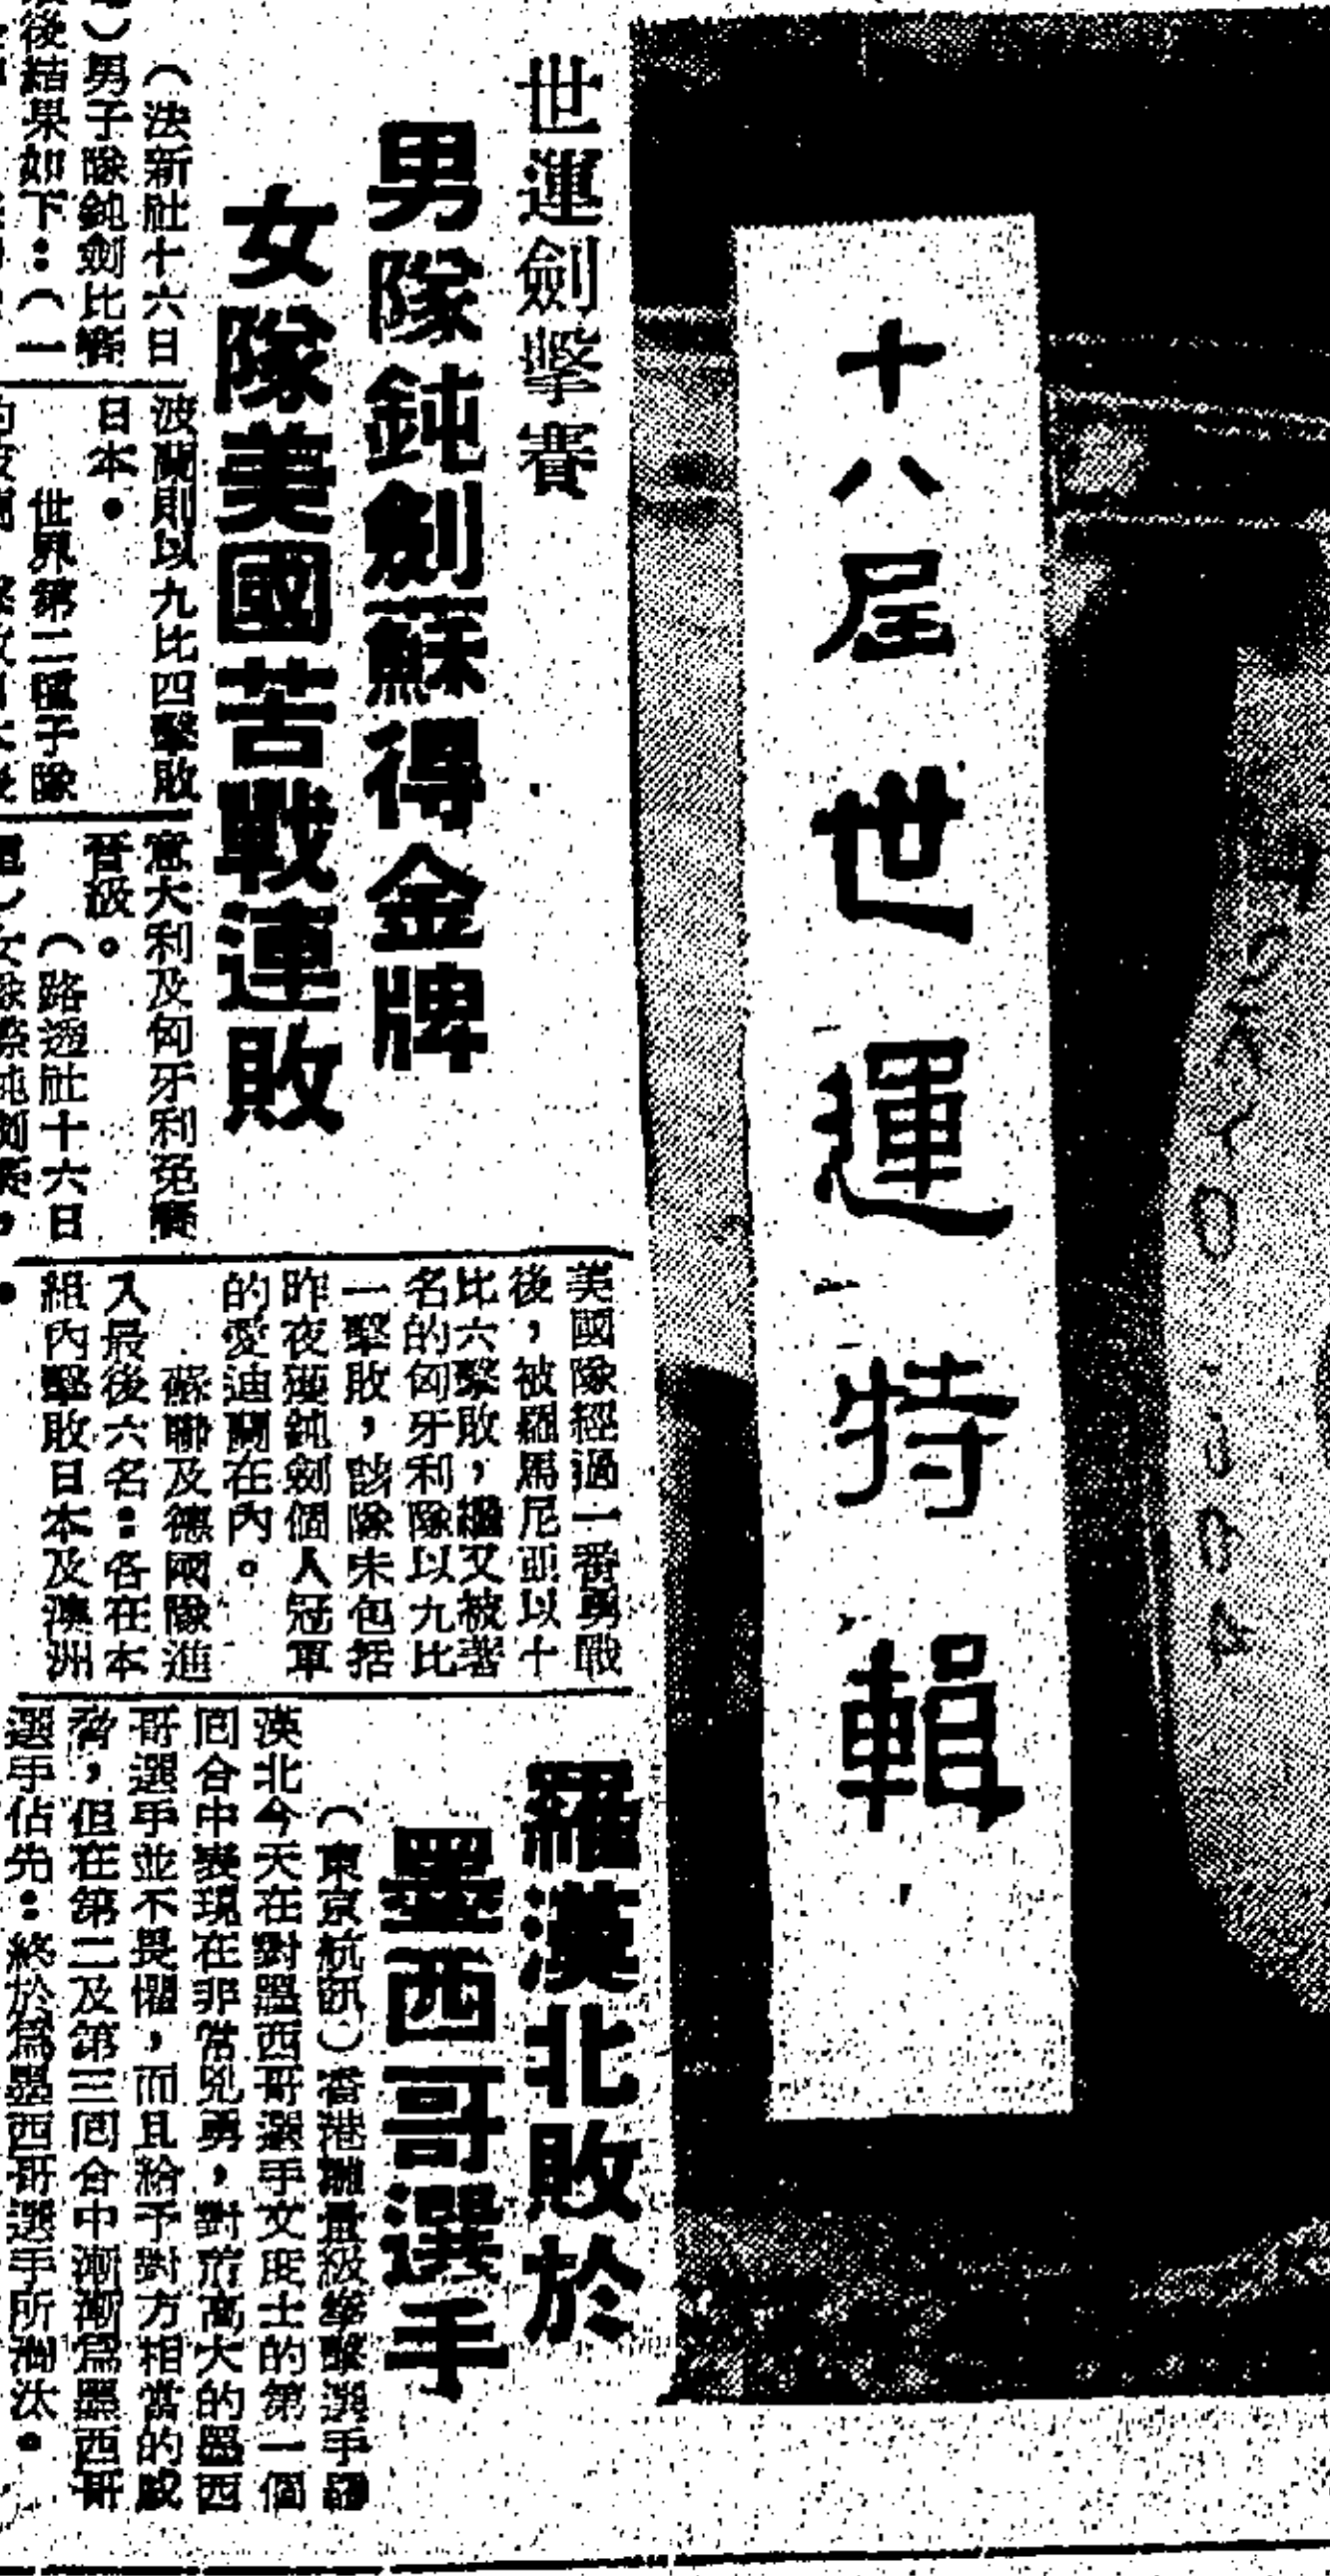 十八屆世運特輯
世運劍擊賽
男隊鈍劍蘇得金牌
女隊美國苦戰連敗
（法新社十六日
）男子隊鈍劍比賽
後結果如下：（一
波蘭則以九比四擊敗
日本．
世界第二種子隊
意大利及匈牙利免賽
晉級。
（路透社十六日
美國隊經過一番勇戰
後，被羅馬尼亞以十
比六擊敗，繼又被著
名的匈牙利隊以九比
一擊敗，該隊未包括
昨夜獲鈍劍個人冠軍
的愛迪蘭在內。
蘇聯及德國隊進
入最後六名：各在本
組內擊敗日本及澳洲
．
羅漢北敗於
墨西哥選手
（東京航訊）香港量級拳擊選手羅
漢北今天在對墨西哥選手文度士的第一個
囘合中表現在非常兇勇，對於高大的墨西
哥選手並不畏懼，而且給予對方相當的威
脅，但在第二及第三囘合中漸漸爲墨西哥
選手佔先：終於爲墨西哥選手所淘汰。